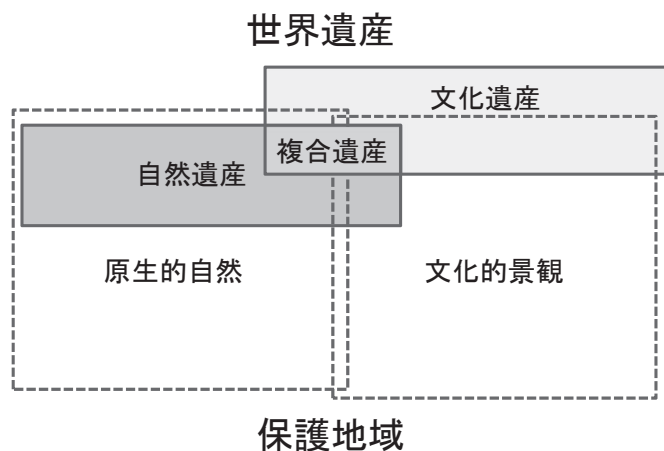 世界遺産
文化遺産
複合遺産
自然遺産
原生的自然
文化的景観
保護地域